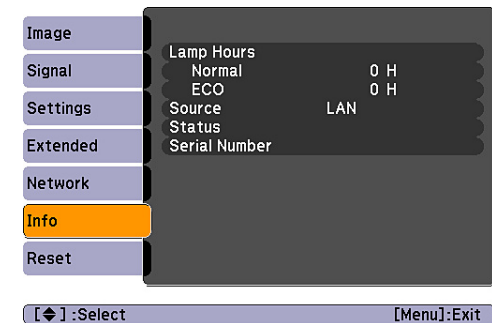 Image
Signal
Settings
Extended
Network
Info
Reset
Lamp Hours
Normal 0 H
ECO 0 H
Source LAN
Status
Serial Number
[◆] :Select [Menu]:Exit